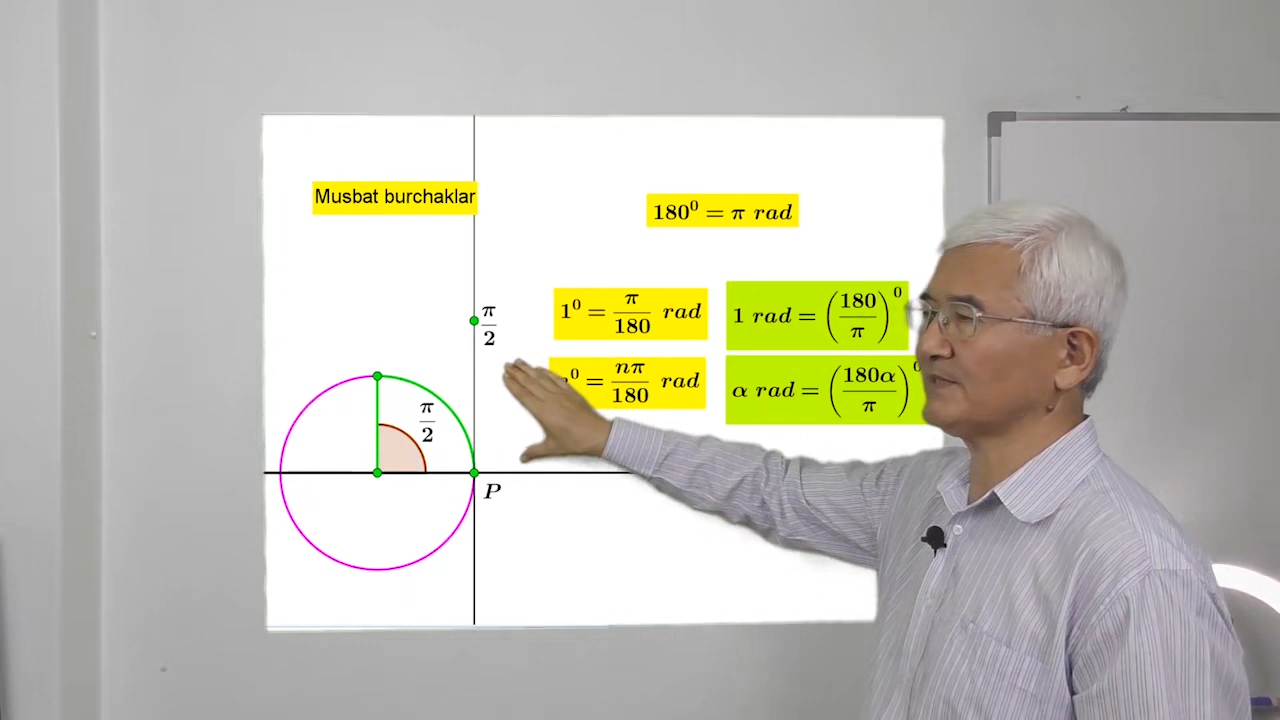 Musbat burchaklar
180⁰ = π rad
π/2
1⁰ = π/180 rad
1 rad = (180/π)⁰
⁰ = nπ/180 rad
α rad = (180α/π)⁰
π/2
P